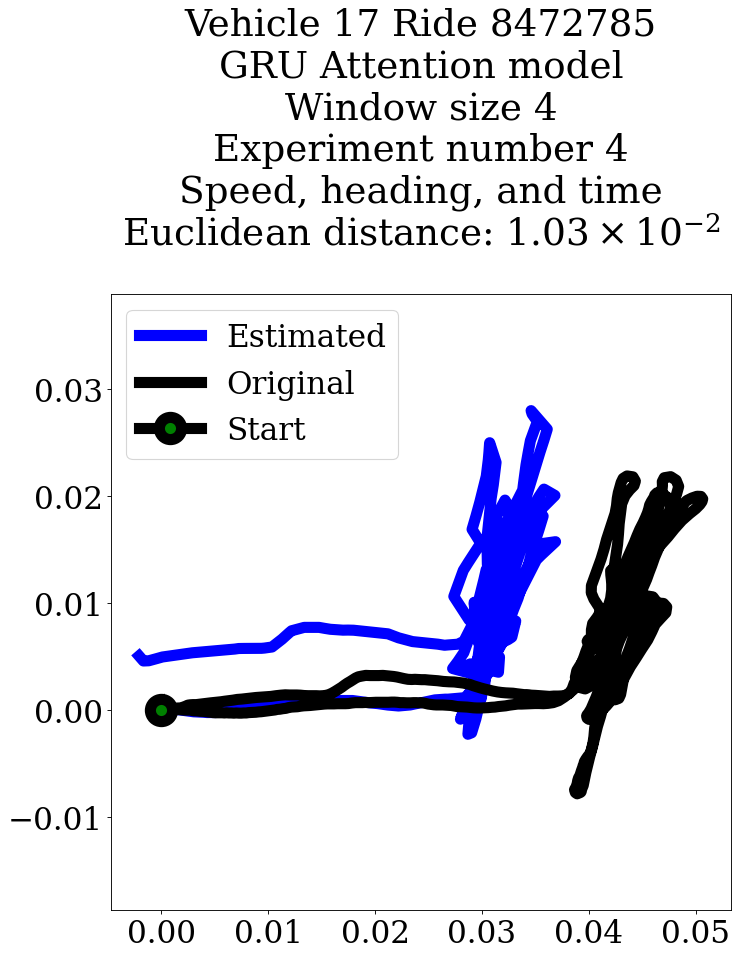 Vehicle 17 Ride 8472785
GRU Attention model
Window size 4
Experiment number 4
Speed, heading, and time
Euclidean distance: 1.03 × 10⁻²
Estimated
Original
Start
0.03
0.02
0.01
0.00
−0.01
0.00 0.01 0.02 0.03 0.04 0.05